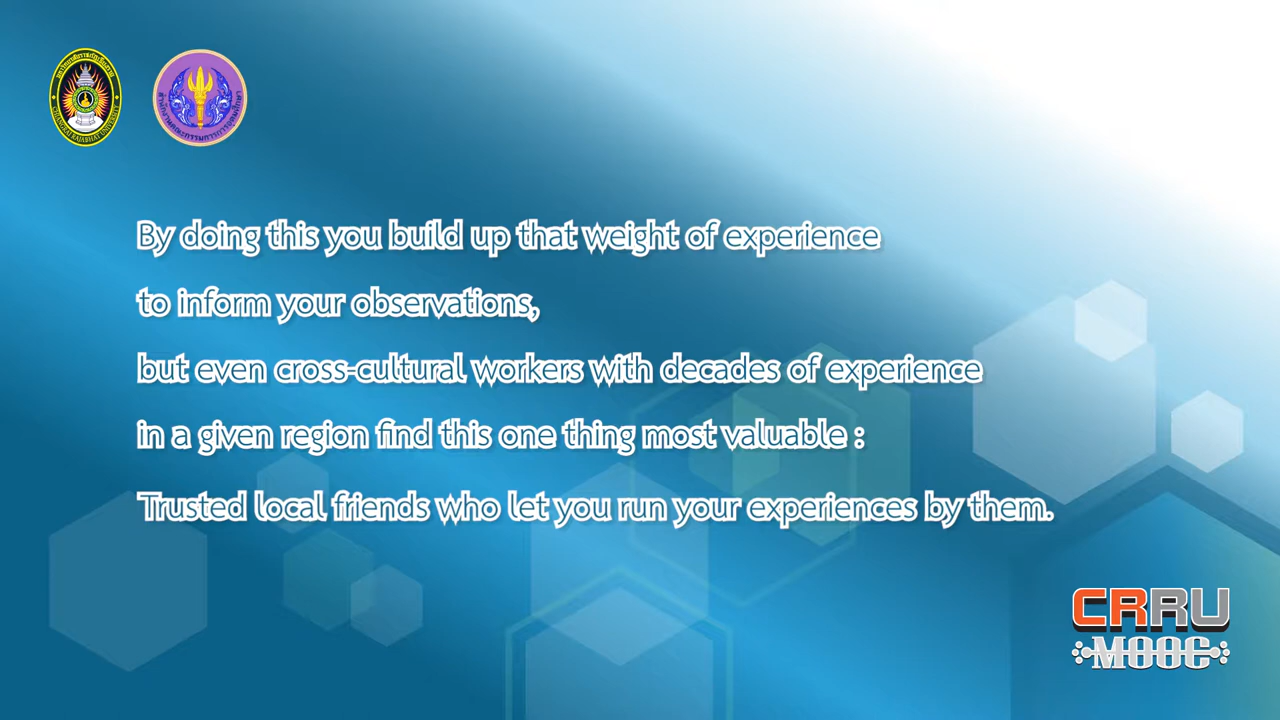 By doing this you build up that weight of experience
to inform your observations,
but even cross-cultural workers with decades of experience
in a given region find this one thing most valuable :
Trusted local friends who let you run your experiences by them.
CRRU
MOOC